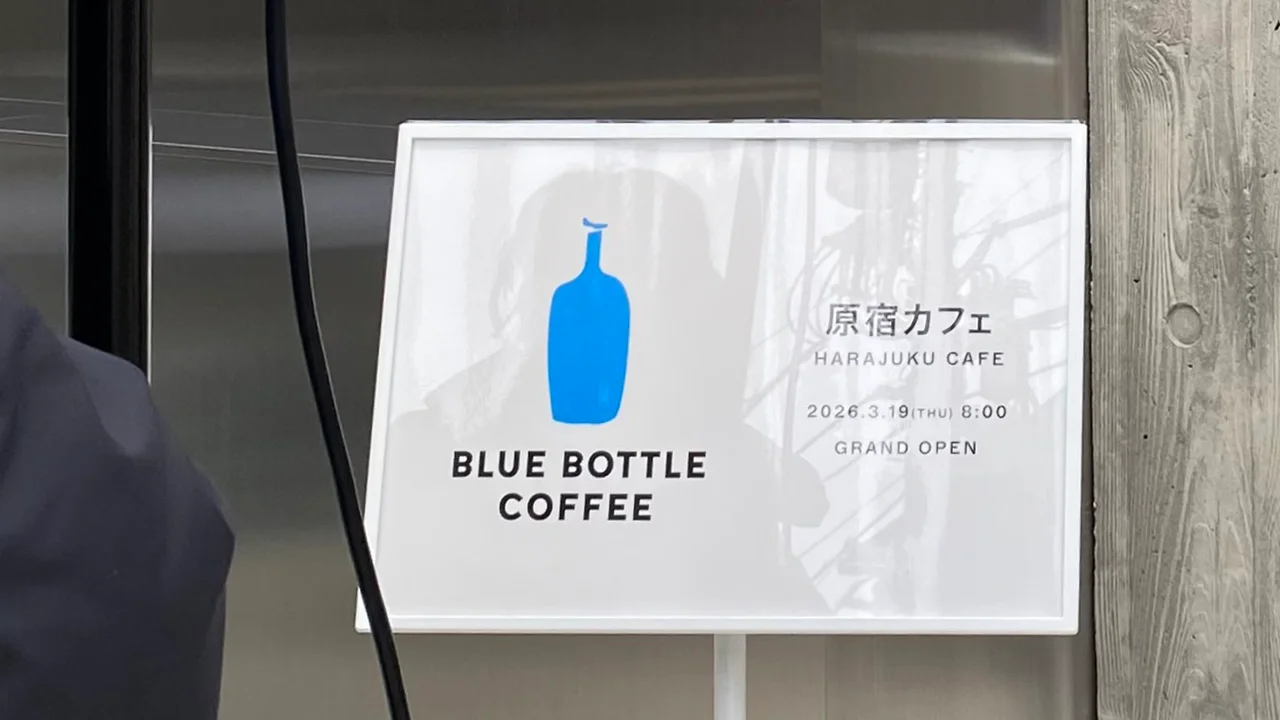 BLUE BOTTLE
COFFEE
原宿カフェ
HARAJUKU CAFE
2026.3.19(THU) 8:00
GRAND OPEN